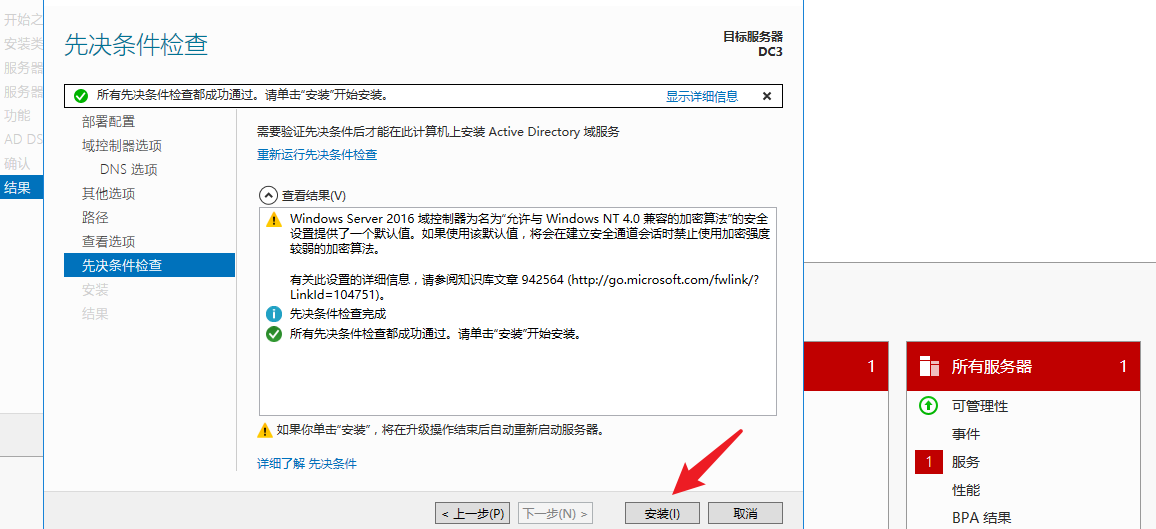 开始之
安装类
服务器
服务器
功能
AD DS
确认
结果
先决条件检查
目标服务器
DC3
所有先决条件检查都成功通过。请单击“安装”开始安装。
显示详细信息
部署配置
域控制器选项
DNS 选项
其他选项
路径
查看选项
先决条件检查
安装
结果
需要验证先决条件后才能在此计算机上安装 Active Directory 域服务
重新运行先决条件检查
查看结果(V)
Windows Server 2016 域控制器为名为“允许与 Windows NT 4.0 兼容的加密算法”的安全
设置提供了一个默认值。如果使用该默认值，将会在建立安全通道会话时禁止使用加密强度
较弱的加密算法。
有关此设置的详细信息，请参阅知识库文章 942564 (http://go.microsoft.com/fwlink/?
LinkId=104751)。
先决条件检查完成
所有先决条件检查都成功通过。请单击“安装”开始安装。
如果你单击“安装”，将在升级操作结束后自动重新启动服务器。
详细了解 先决条件
< 上一步(P)
下一步(N) >
安装(I)
取消
1
所有服务器
1
可管理性
事件
1
服务
性能
BPA 结果